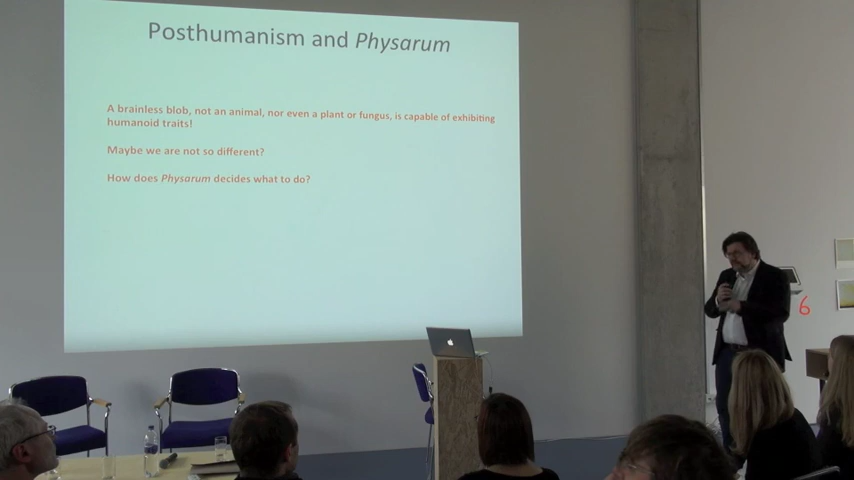 Posthumanism and Physarum
A brainless blob, not an animal, nor even a plant or fungus, is capable of exhibiting
humanoid traits!
Maybe we are not so different?
How does Physarum decides what to do?
6